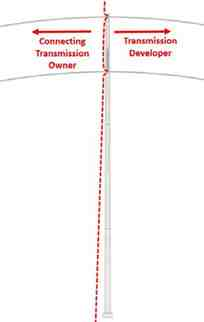 Connecting
Transmission
Owner
Transmission
Developer